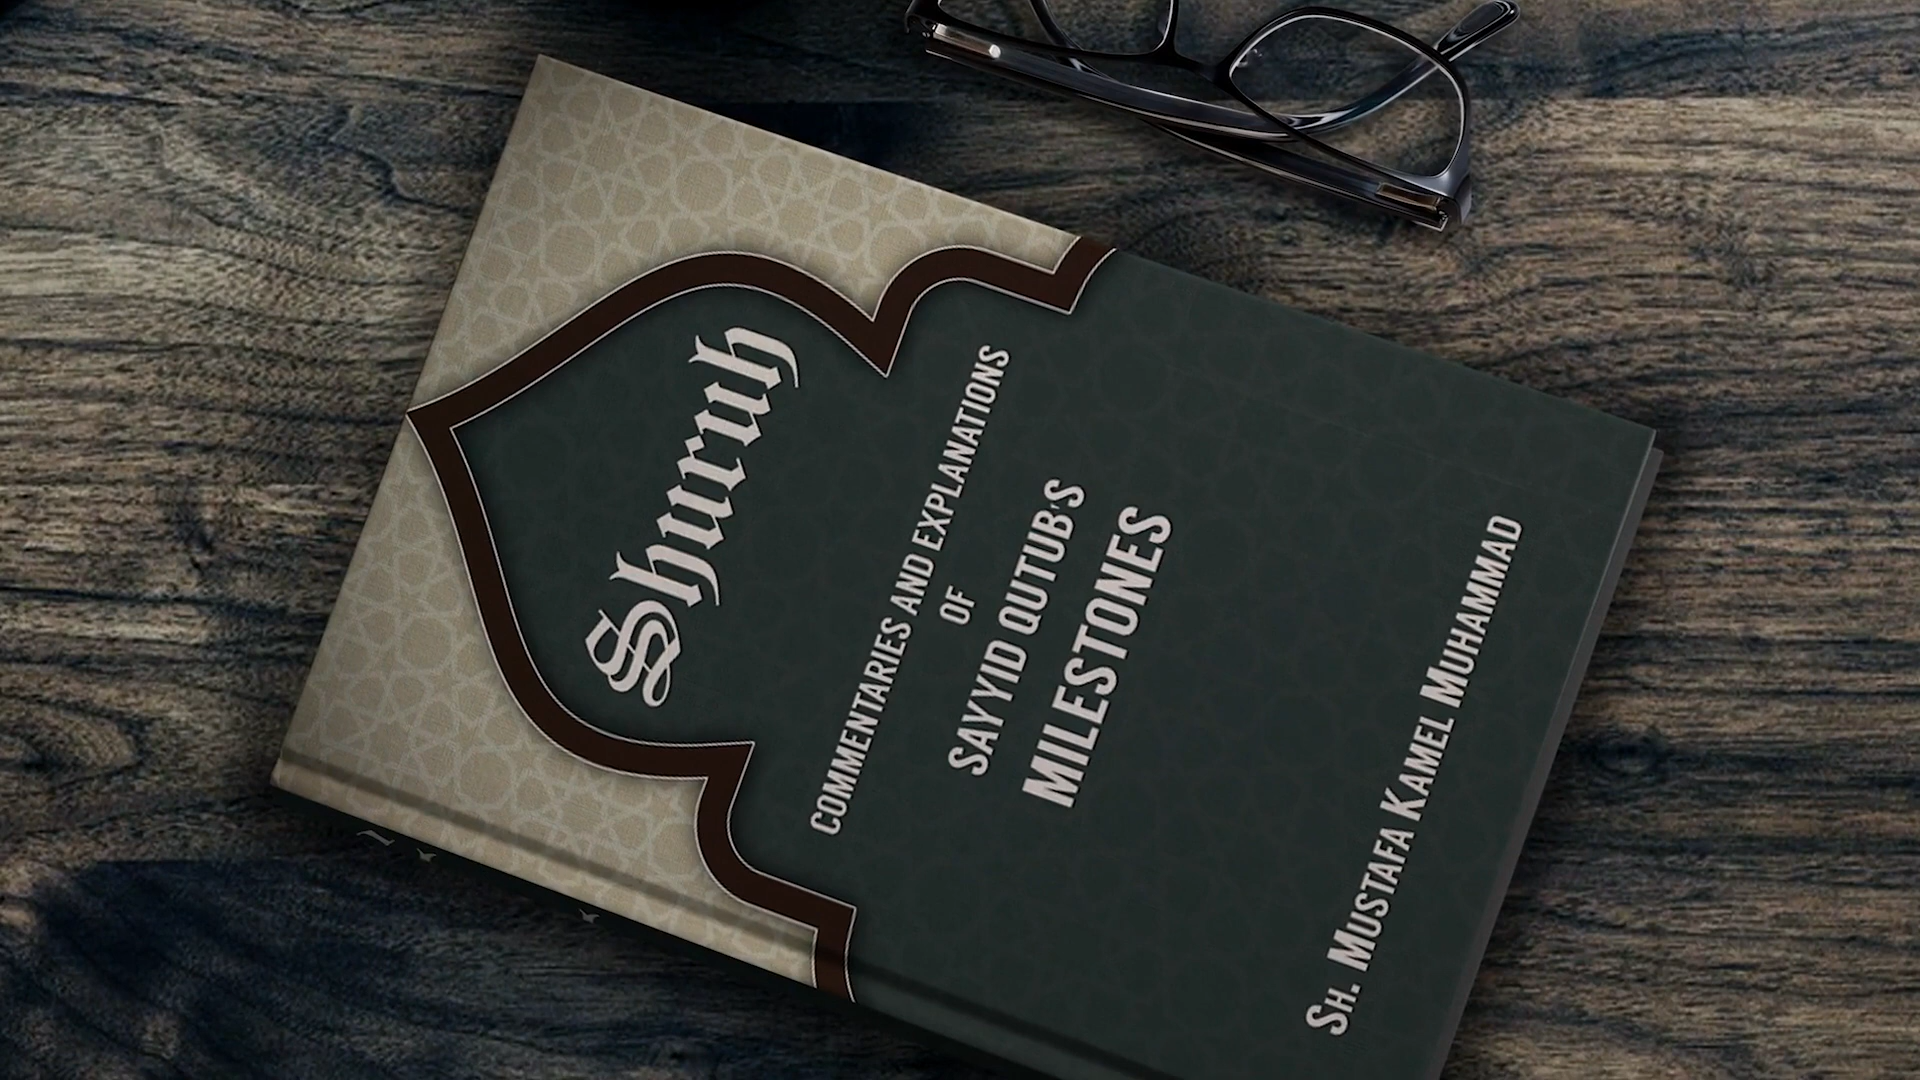 Shuruh
COMMENTARIES AND EXPLANATIONS
OF
SAYYID QUTUB'S
MILESTONES
SH. MUSTAFA KAMEL MUHAMMAD